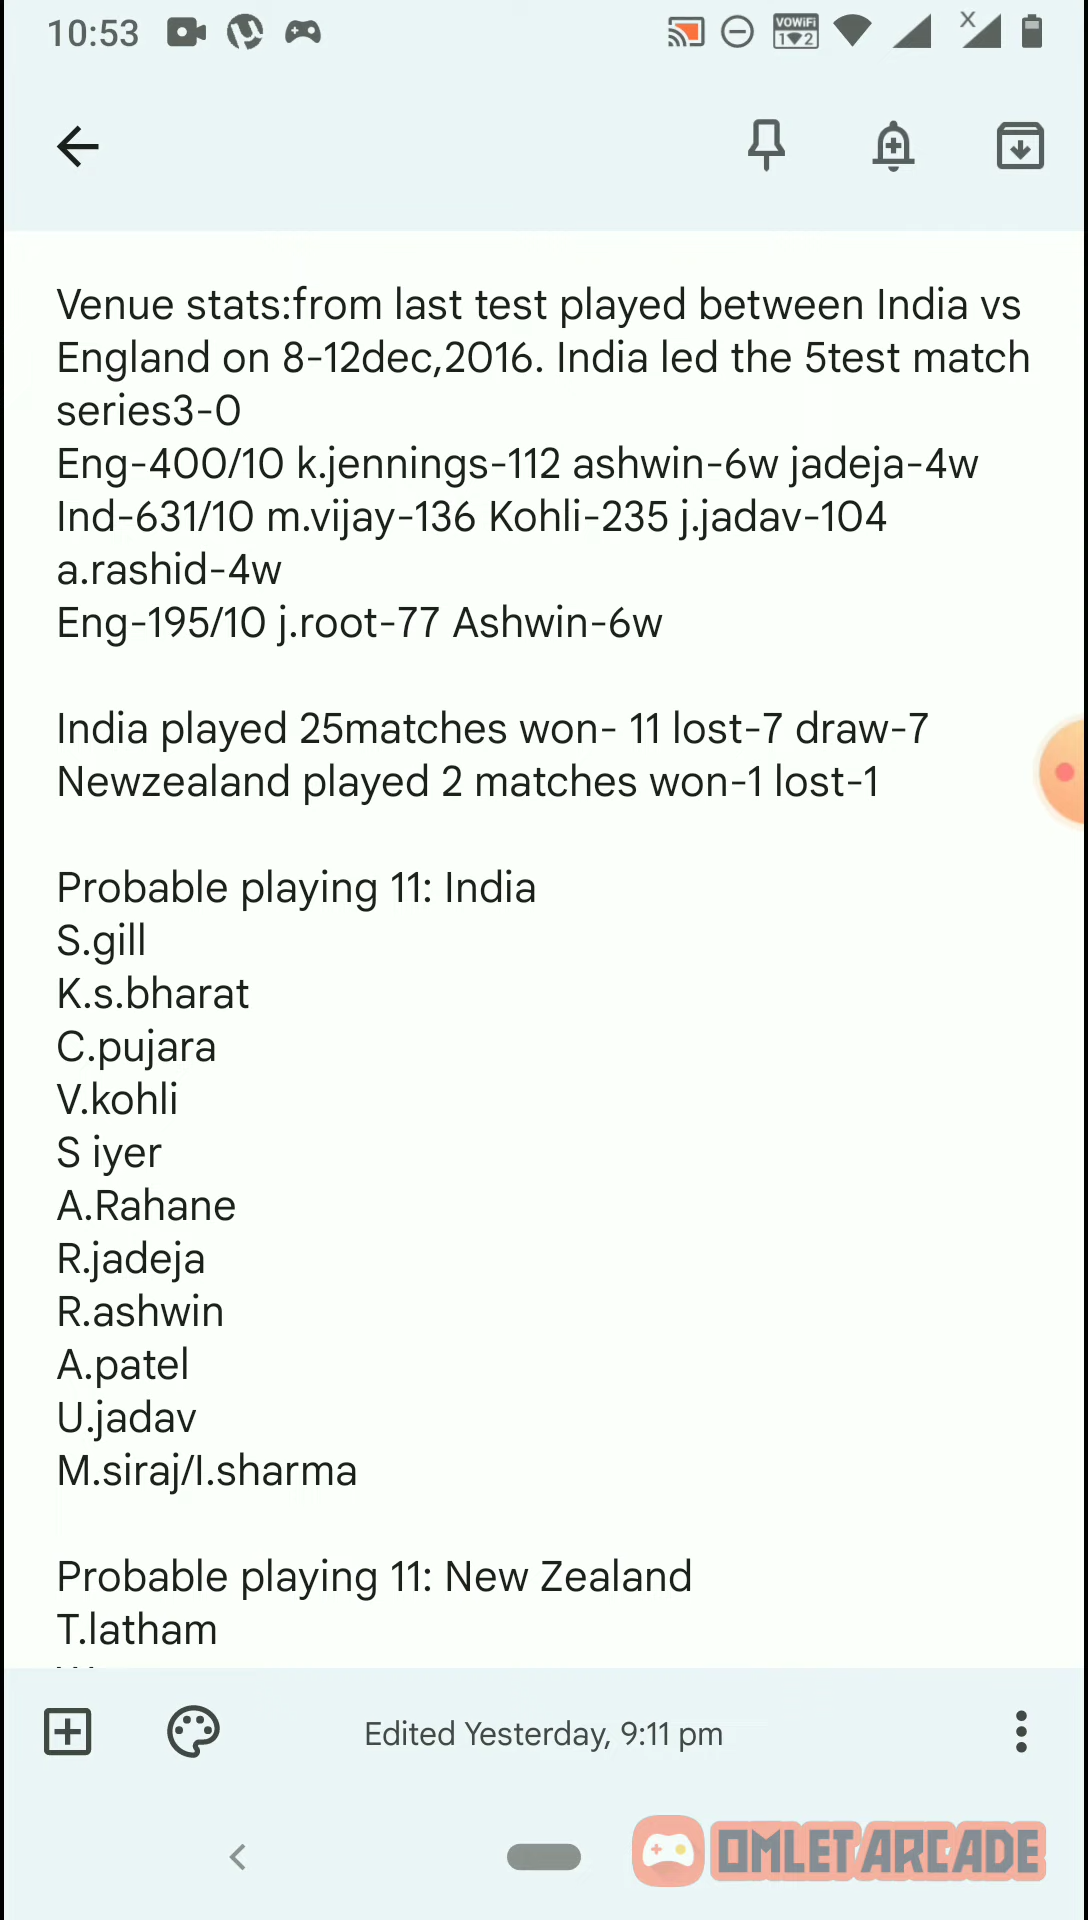 10:53
VOWiFi
1 2
X
Venue stats:from last test played between India vs
England on 8-12dec,2016. India led the 5test match
series3-0
Eng-400/10 k.jennings-112 ashwin-6w jadeja-4w
Ind-631/10 m.vijay-136 Kohli-235 j.jadav-104
a.rashid-4w
Eng-195/10 j.root-77 Ashwin-6w
India played 25matches won- 11 lost-7 draw-7
Newzealand played 2 matches won-1 lost-1
Probable playing 11: India
S.gill
K.s.bharat
C.pujara
V.kohli
S iyer
A.Rahane
R.jadeja
R.ashwin
A.patel
U.jadav
M.siraj/I.sharma
Probable playing 11: New Zealand
T.latham
Edited Yesterday, 9:11 pm
OMLET ARCADE